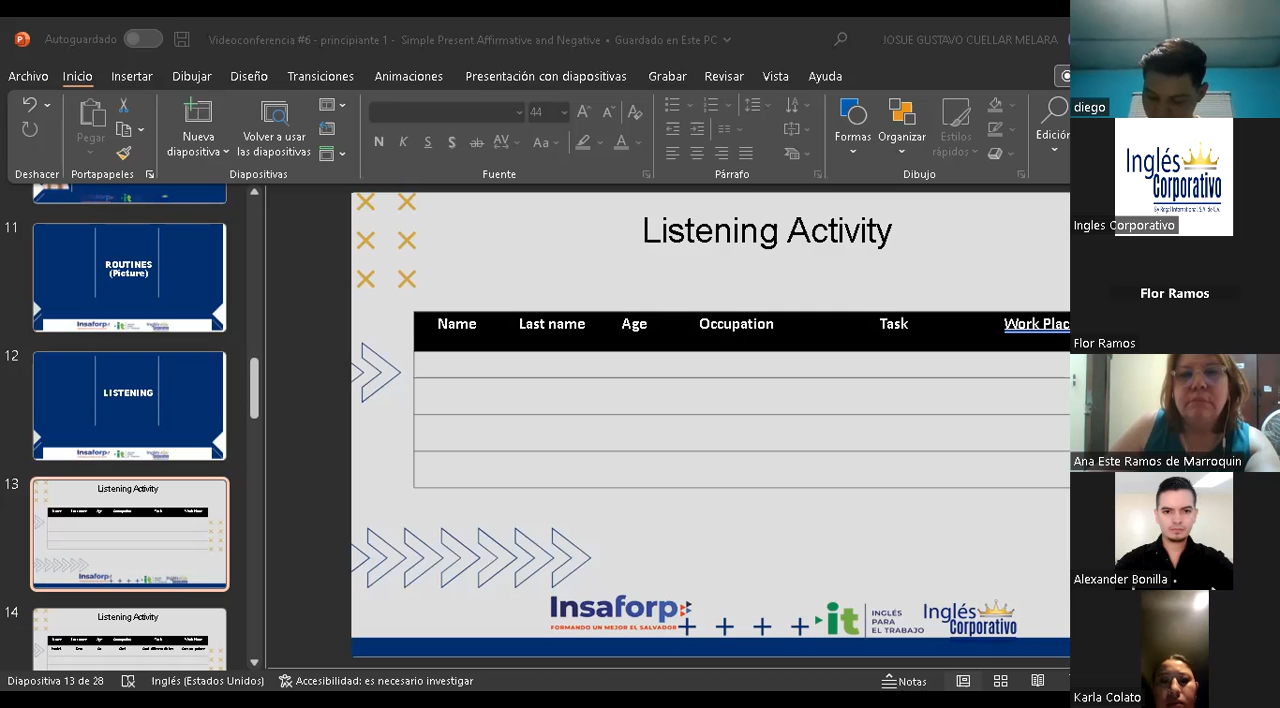 Autoguardado
Videoconferencia #6 - principiante 1 - Simple Present Affirmative and Negative • Guardado en Este PC
JOSUE GUSTAVO CUELLAR MELARA
Archivo Inicio Insertar Dibujar Diseño Transiciones Animaciones Presentación con diapositivas Grabar Revisar Vista Ayuda
Pegar
Nueva diapositiva
Volver a usar las diapositivas
44
N K S S ab AV Aa A
Formas Organizar Estilos rápidos Edición
Deshacer Portapapeles Diapositivas Fuente Párrafo Dibujo
11
ROUTINES
(Picture)
12
LISTENING
13
Listening Activity
14
Listening Activity
Listening Activity
Name Last name Age Occupation Task Work Plac
Insaforp
FORMANDO UN MEJOR EL SALVADOR
it
INGLÉS
PARA
EL TRABAJO
Inglés
Corporativo
Diapositiva 13 de 28 Inglés (Estados Unidos) Accesibilidad: es necesario investigar Notas
diego
Inglés
Corporativo
Ingles Corporativo
Flor Ramos
Flor Ramos
Ana Este Ramos de Marroquin
Alexander Bonilla
Karla Colato